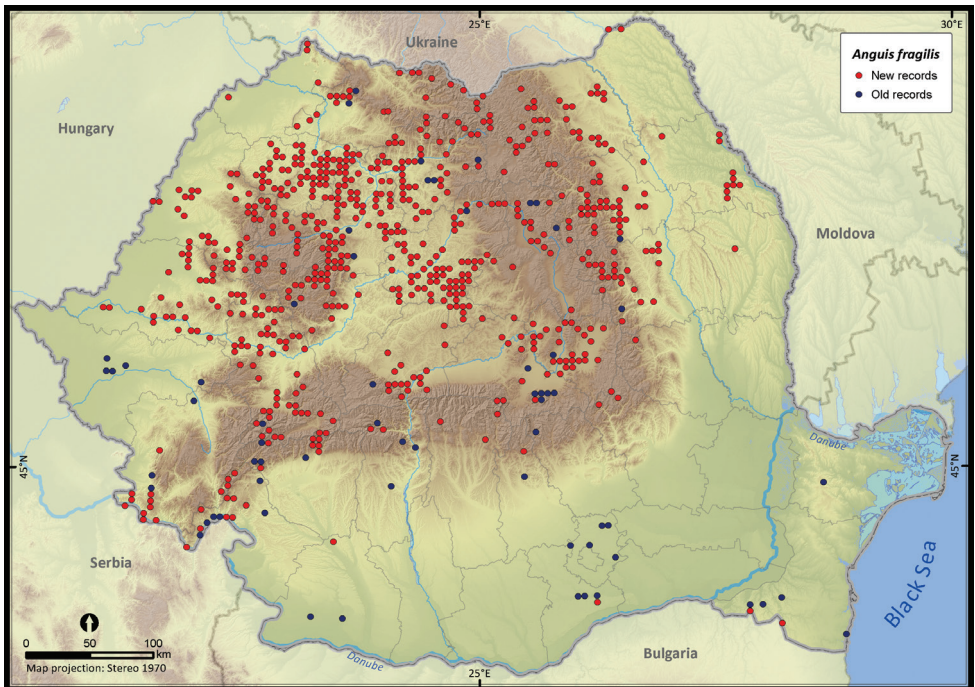 25°E
30°E
Ukraine
Anguis fragilis
New records
Old records
Hungary
Moldova
Danube
45°N
45°N
Serbia
Black Sea
0 50 100
km
Map projection: Stereo 1970
Danube
Bulgaria
25°E